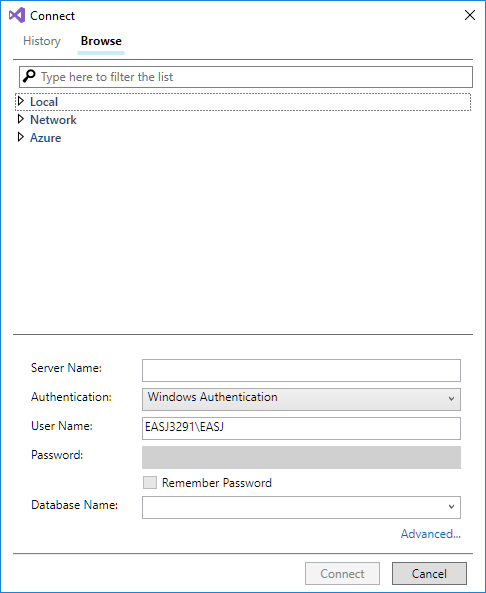 Connect
History Browse
Type here to filter the list
Local
Network
Azure
Server Name:
Authentication: Windows Authentication
User Name: EASJ3291\EASJ
Password:
Remember Password
Database Name:
Advanced...
Connect Cancel